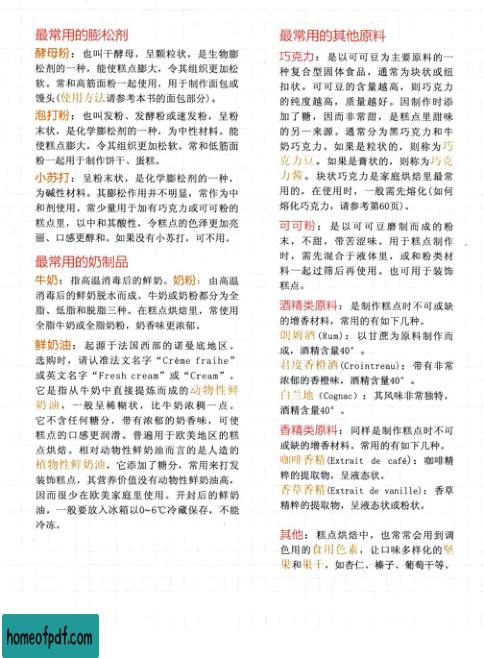 最常用的膨松剂
酵母粉：也叫干酵母，呈颗粒状，是生物膨
松剂的一种，能使糕点膨大，令其组织更加松
软。常和高筋面粉一起使用，用于制作面包或
馒头(使用方法请参考本书的面包部分)。
泡打粉：也叫发粉、发酵粉或速发粉，呈粉
末状，是化学膨松剂的一种，为中性材料。能
使糕点膨大，令其组织更加松软。常和低筋面
粉一起用于制作饼干、蛋糕。
小苏打：呈粉末状，是化学膨松剂的一种，
为碱性材料。其膨松作用并不明显，常作为中
和剂使用。常少量用于加有巧克力或可可粉的
糕点里，以中和其酸性，令糕点的色泽更加亮
丽、口感更醇和。如果没有小苏打，可不用。
最常用的奶制品
牛奶：指高温消毒后的鲜奶。奶粉：由高温
消毒后的鲜奶脱水而成。牛奶或奶粉都分为全
脂、低脂和脱脂三种。在糕点烘焙里，常使用
全脂牛奶或全脂奶粉，奶香味更浓郁。
鲜奶油：起源于法国西部的诺曼底地区。
选购时，请认准法文名字“Crème fraihe”
或英文名字“Fresh cream”或“Cream”。
它是指从牛奶中直接提炼而成的动物性鲜
奶油，一般呈稀糊状，比牛奶浓稠一点。
它不含任何糖分，带有浓郁的奶香味，可使
糕点的口感更润滑。普遍用于欧美地区的糕
点烘焙。相对动物性鲜奶油而言的是人造的
植物性鲜奶油，它添加了糖分，常用来打发
装饰糕点，其营养价值没有动物性鲜奶油高，
因而很少在欧美家庭里使用。开封后的鲜奶
油，一般要放入冰箱以0~6℃冷藏保存，不能
冷冻。
最常用的其他原料
巧克力：是以可可豆为主要原料的一
种复合型固体食品，通常为块状或纽
扣状。可可豆的含量越高，则巧克力
的纯度越高，质量越好。因制作时添
加了糖，因而非常甜，是糕点里甜味
的另一来源。通常分为黑巧克力和牛
奶巧克力。如果是粒状的，则称为巧
克力豆。如果是膏状的，则称为巧克
力酱。块状巧克力是家庭烘焙里最常
用的，在使用时，一般需先熔化(如何
熔化巧克力，请参考第60页)。
可可粉：是以可可豆磨制而成的粉
末，不甜，带苦涩味。用于糕点制作
时，需先混合于液体里，或和粉类材
料一起过筛后再使用。也可用于装饰
糕点。
酒精类原料：是制作糕点时不可或缺
的增香材料，常用的有如下几种。
朗姆酒(Rum)：以甘蔗为原料制作而
成，酒精含量40°。
君度香橙酒(Crointreau)：带有非常
浓郁的香橙味，酒精含量40°。
白兰地(Cognac)：其风味非常独特，
酒精含量40°。
香精类原料：同样是制作糕点时不可
或缺的增香材料。常用的有如下几种。
咖啡香精(Extrait de café)：咖啡精
粹的提取物，呈液态状。
香草香精(Extrait de vanille)：香草
精粹的提取物，呈液态状或粉状。
其他：糕点烘焙中，也常常会用到调
色用的食用色素，让口味多样化的坚
果和果干，如杏仁、榛子、葡萄干等。
homeofpdf.com